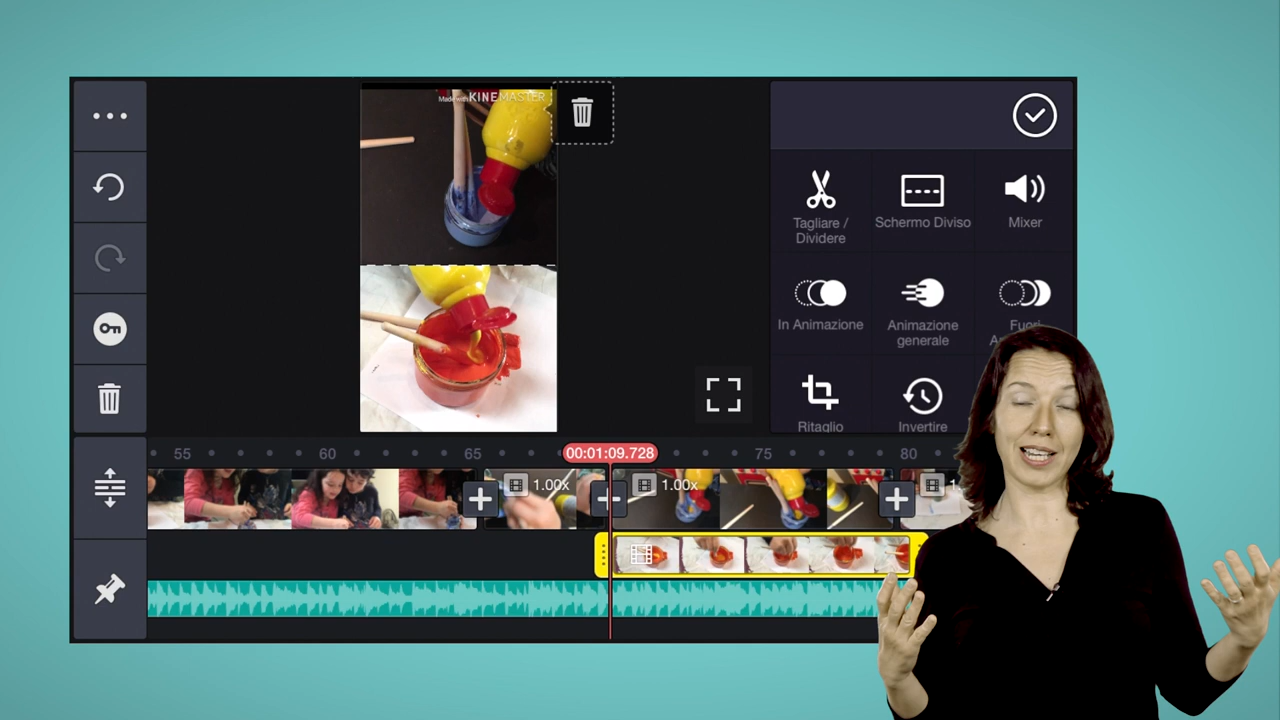 Made with KINEMASTER
Tagliare /
Dividere
Schermo Diviso
Mixer
In Animazione
Animazione
generale
Fuori
Ritaglio
Invertire
55
60
65
00:01:09.728
75
80
1.00x
1.00x
1